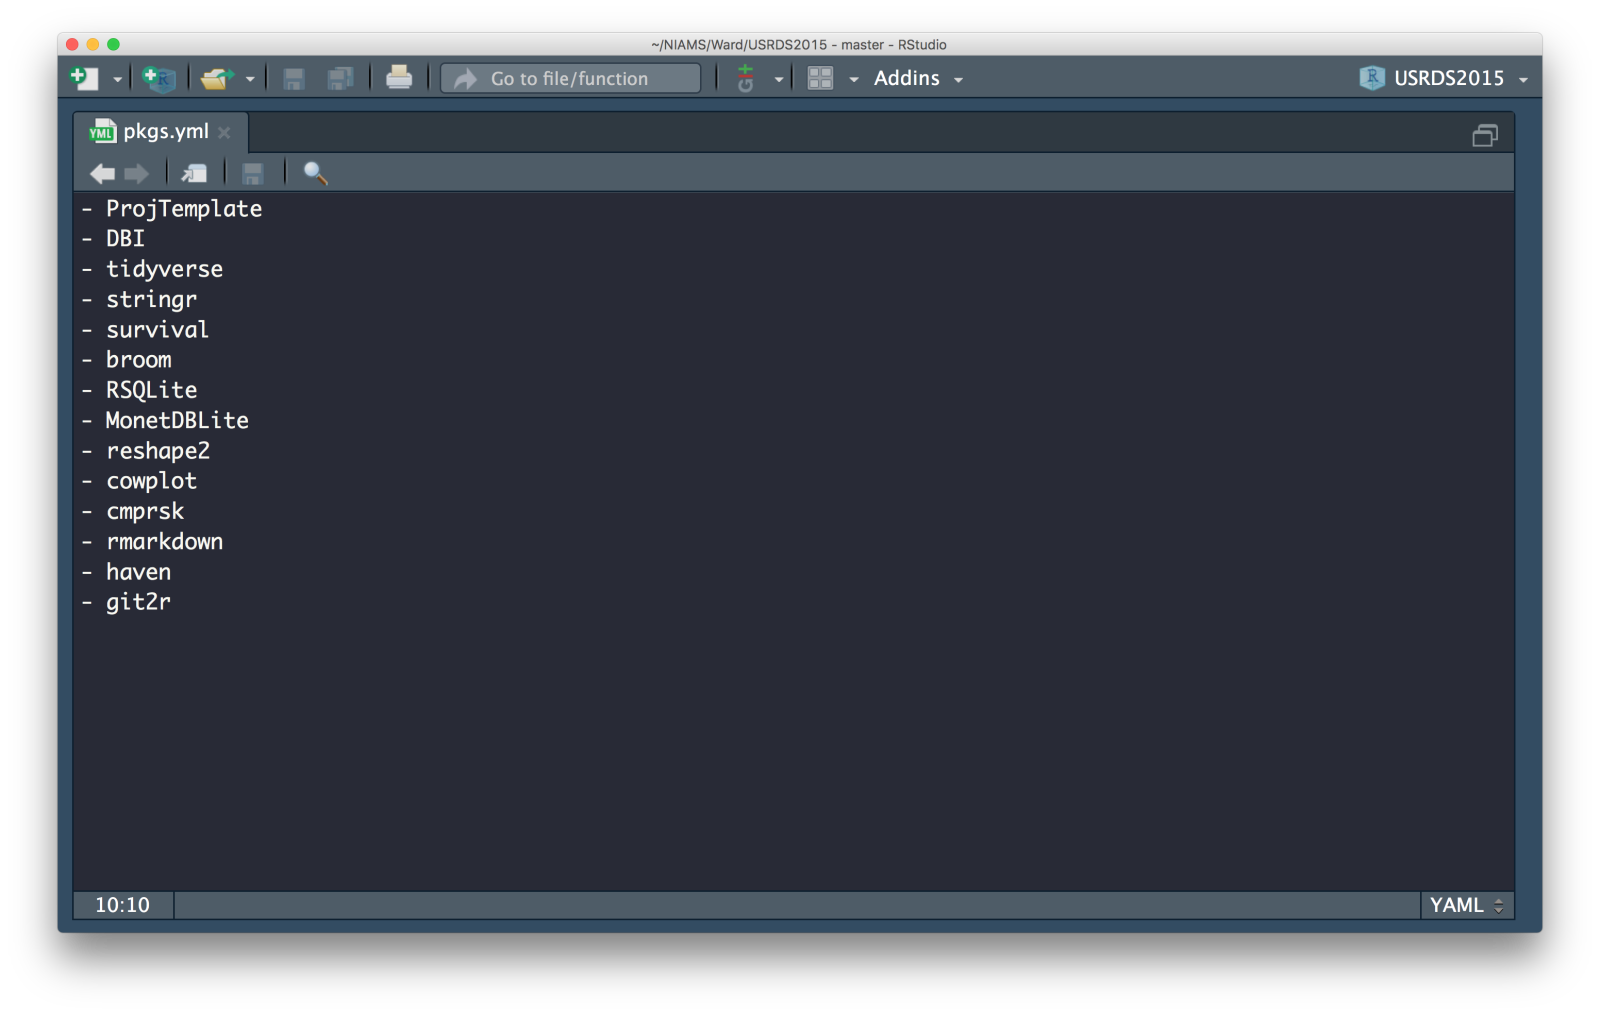 ~/NIAMS/Ward/USRDS2015 - master - RStudio
Go to file/function
Addins
USRDS2015
pkgs.yml
- ProjTemplate
- DBI
- tidyverse
- stringr
- survival
- broom
- RSQLite
- MonetDBLite
- reshape2
- cowplot
- cmprsk
- rmarkdown
- haven
- git2r
10:10
YAML